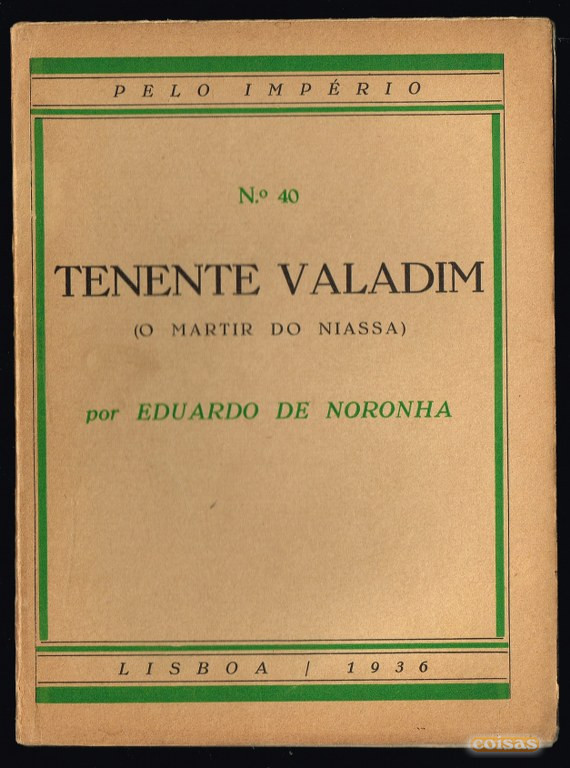 PELO IMPÉRIO
N.º 40
TENENTE VALADIM
(O MARTIR DO NIASSA)
por EDUARDO DE NORONHA
LISBOA / 1936
coisas